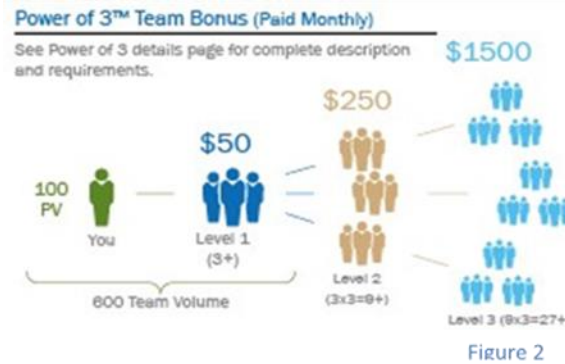 Power of 3™ Team Bonus (Paid Monthly)
See Power of 3 details page for complete description
and requirements.
$1500
$250
$50
100
PV
You
Level 1
(3+)
Level 2
(3x3=9+)
Level 3 (9x3=27+
600 Team Volume
Figure 2